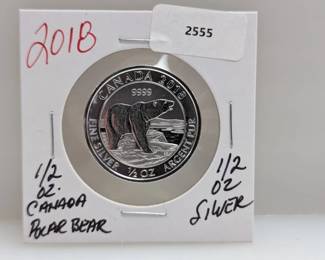 2018
2555
CANADA 2018
9999
FINE SILVER ½ OZ ARGENT PUR
1/2
OZ.
CANADA
POLAR BEAR
1/2
OZ
SILVER